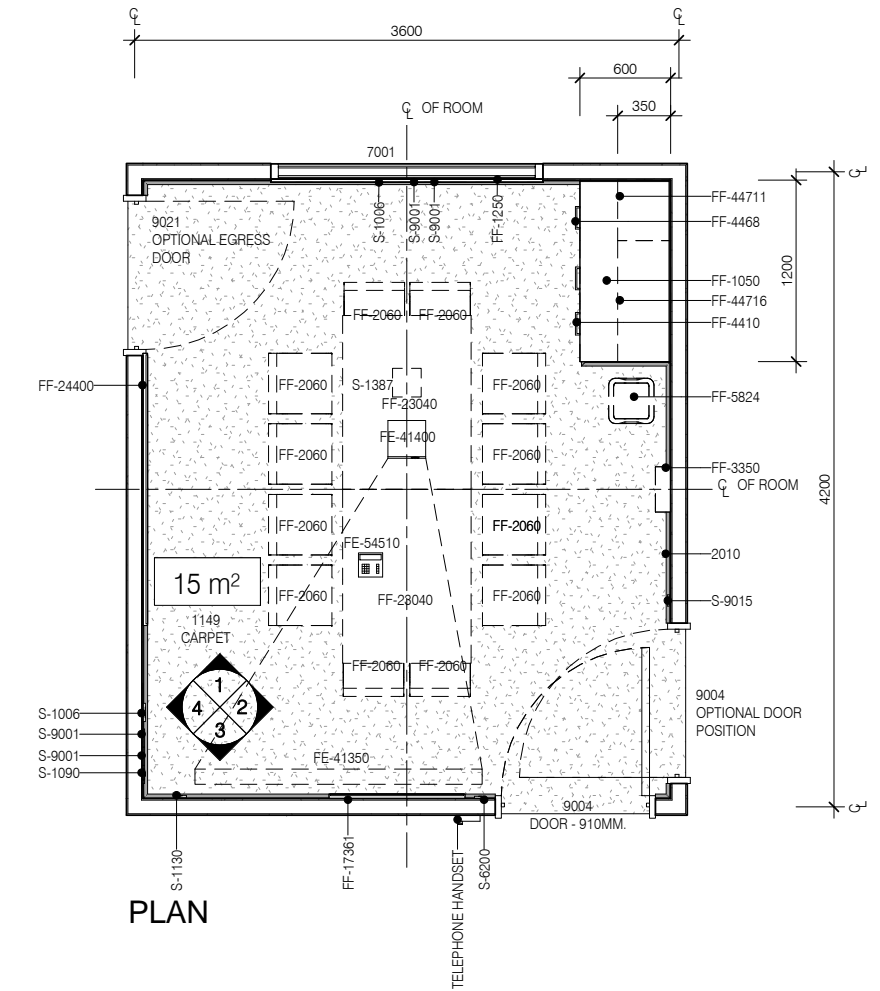 C
L
C
L
3600
600
350
C
L OF ROOM
7001
C
L
9021
OPTIONAL EGRESS
DOOR
S-1006
S-9001
S-9001
FF-1250
FF-44711
FF-4468
FF-1050
FF-44716
FF-4410
1200
FF-2060
FF-2060
FF-24400
FF-2060
S-1387
FF-23040
FF-2060
FF-5824
FE-41400
FF-2060
FF-2060
FF-3350
C
L OF ROOM
4200
FF-2060
FF-2060
FE-54510
2010
15 m²
FF-2060
FF-23040
FF-2060
S-9015
1149
CARPET
FF-2060
FF-2060
1
4
2
3
S-1006
S-9001
S-9001
S-1090
9004
OPTIONAL DOOR
POSITION
FE-41350
9004
DOOR - 910MM.
C
L
S-1130
FF-17361
TELEPHONE HANDSET
S-6200
PLAN